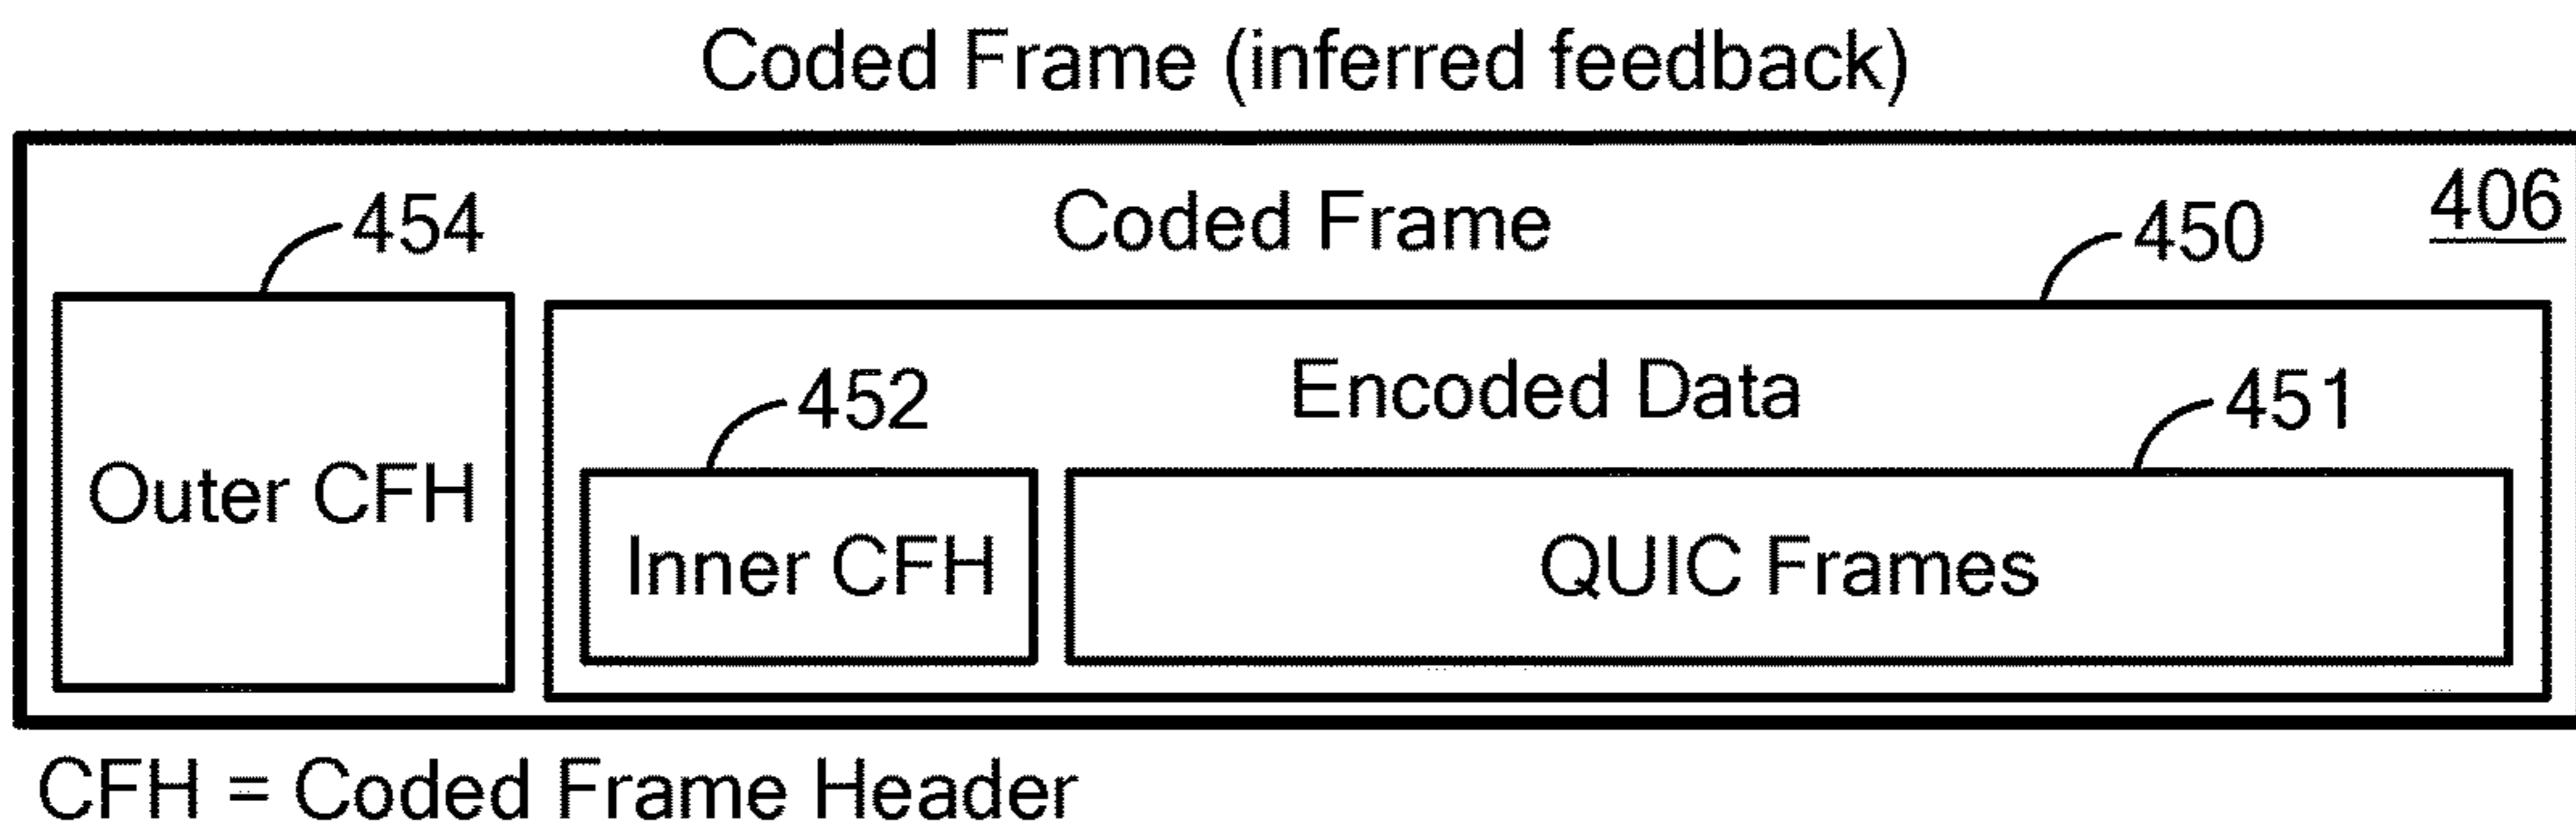 Coded Frame (inferred feedback)
406
454
Coded Frame
450
Encoded Data
452
451
Outer CFH
Inner CFH
QUIC Frames
CFH = Coded Frame Header